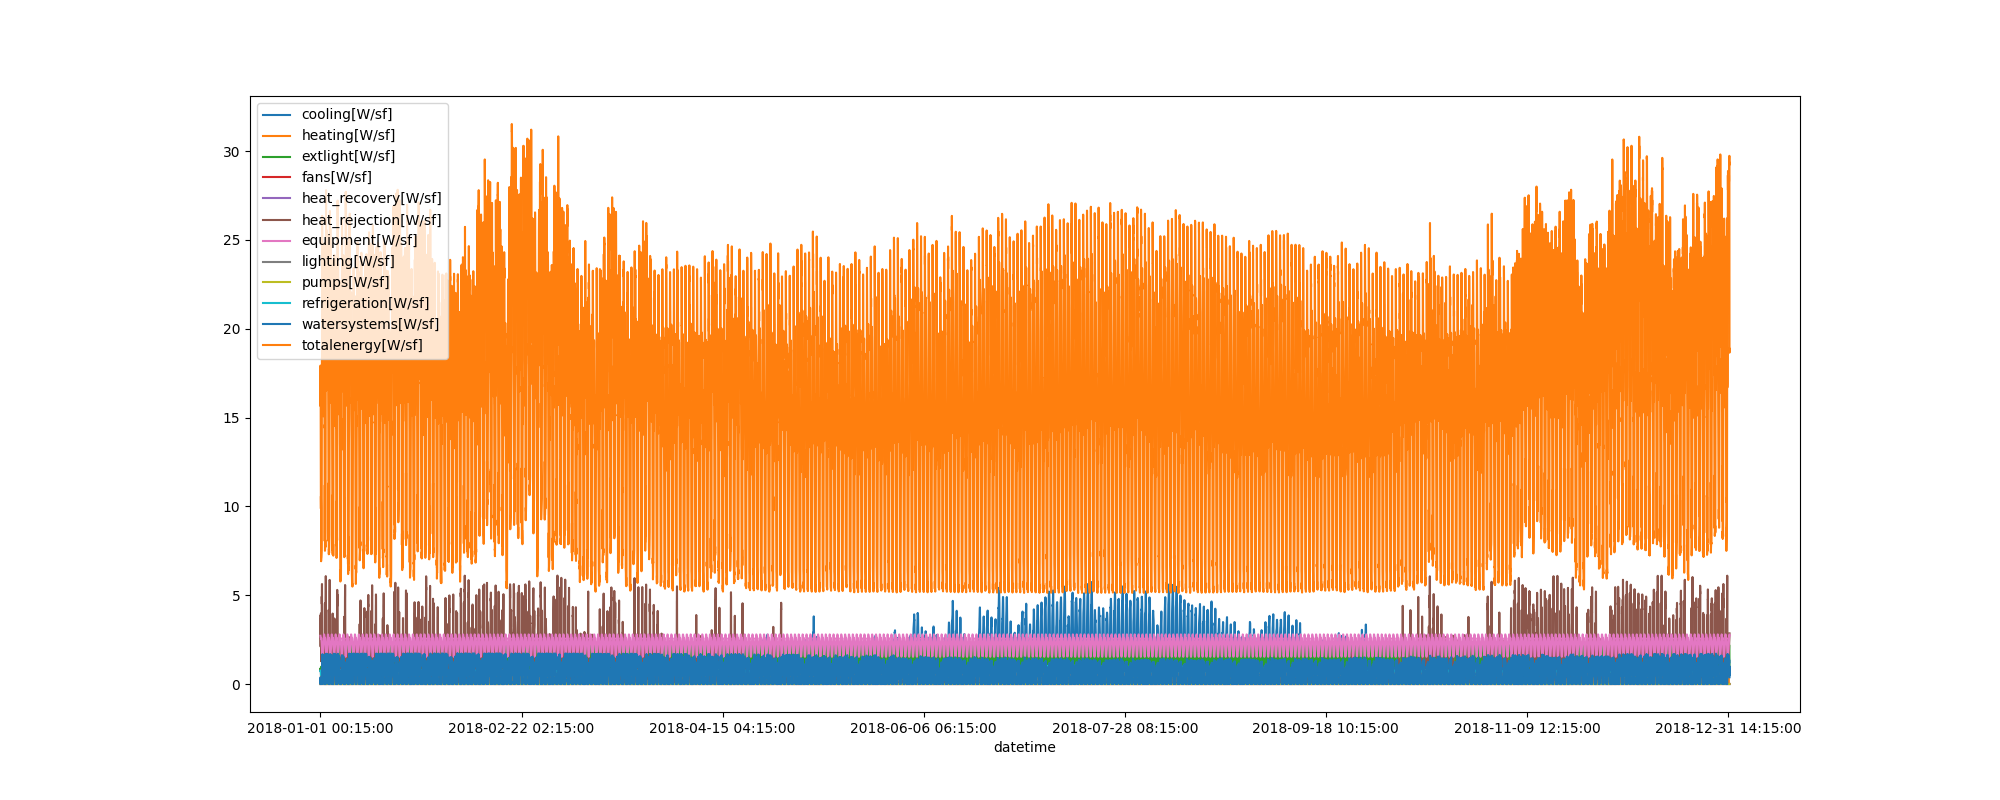 cooling[W/sf]
heating[W/sf]
extlight[W/sf]
fans[W/sf]
heat_recovery[W/sf]
heat_rejection[W/sf]
equipment[W/sf]
lighting[W/sf]
pumps[W/sf]
refrigeration[W/sf]
watersystems[W/sf]
totalenergy[W/sf]
30
25
20
15
10
5
0
2018-01-01 00:15:00 2018-02-22 02:15:00 2018-04-15 04:15:00 2018-06-06 06:15:00 2018-07-28 08:15:00 2018-09-18 10:15:00 2018-11-09 12:15:00 2018-12-31 14:15:00
datetime